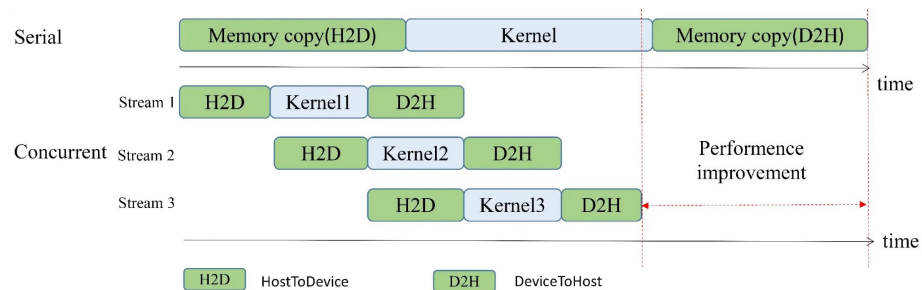 Serial
Memory copy(H2D) Kernel Memory copy(D2H)
time
Stream 1 H2D Kernel1 D2H
Concurrent Stream 2 H2D Kernel2 D2H
Performence
improvement
Stream 3 H2D Kernel3 D2H
time
H2D HostToDevice D2H DeviceToHost